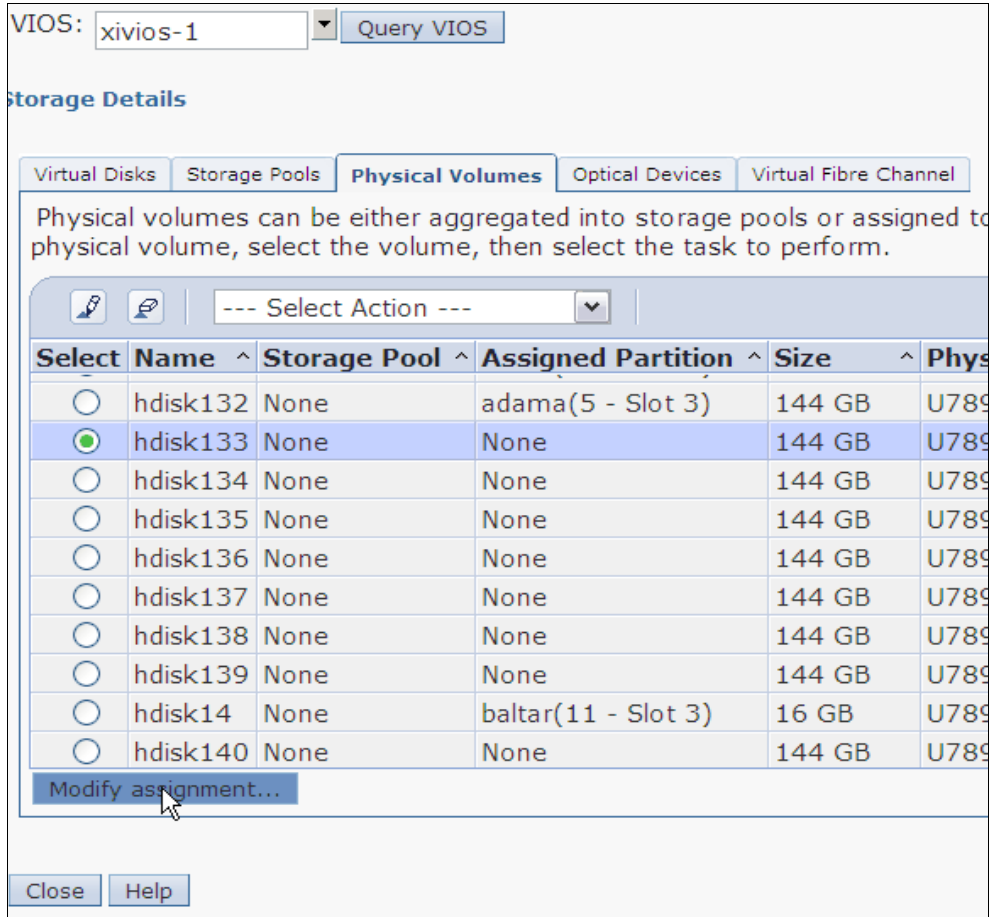 VIOS: xivios-1 Query VIOS
Storage Details
Virtual Disks Storage Pools Physical Volumes Optical Devices Virtual Fibre Channel
Physical volumes can be either aggregated into storage pools or assigned to
physical volume, select the volume, then select the task to perform.
--- Select Action ---
Select Name ^ Storage Pool ^ Assigned Partition ^ Size ^ Phys
hdisk132 None adama(5 - Slot 3) 144 GB U789
hdisk133 None None 144 GB U789
hdisk134 None None 144 GB U789
hdisk135 None None 144 GB U789
hdisk136 None None 144 GB U789
hdisk137 None None 144 GB U789
hdisk138 None None 144 GB U789
hdisk139 None None 144 GB U789
hdisk14 None baltar(11 - Slot 3) 16 GB U789
hdisk140 None None 144 GB U789
Modify assignment...
Close Help